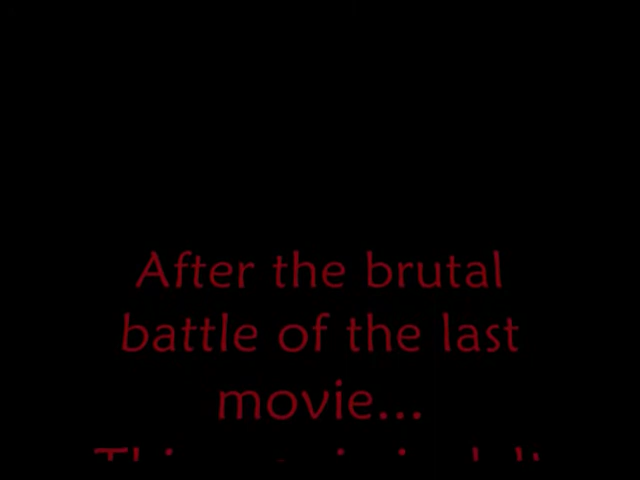 After the brutal
battle of the last
movie...